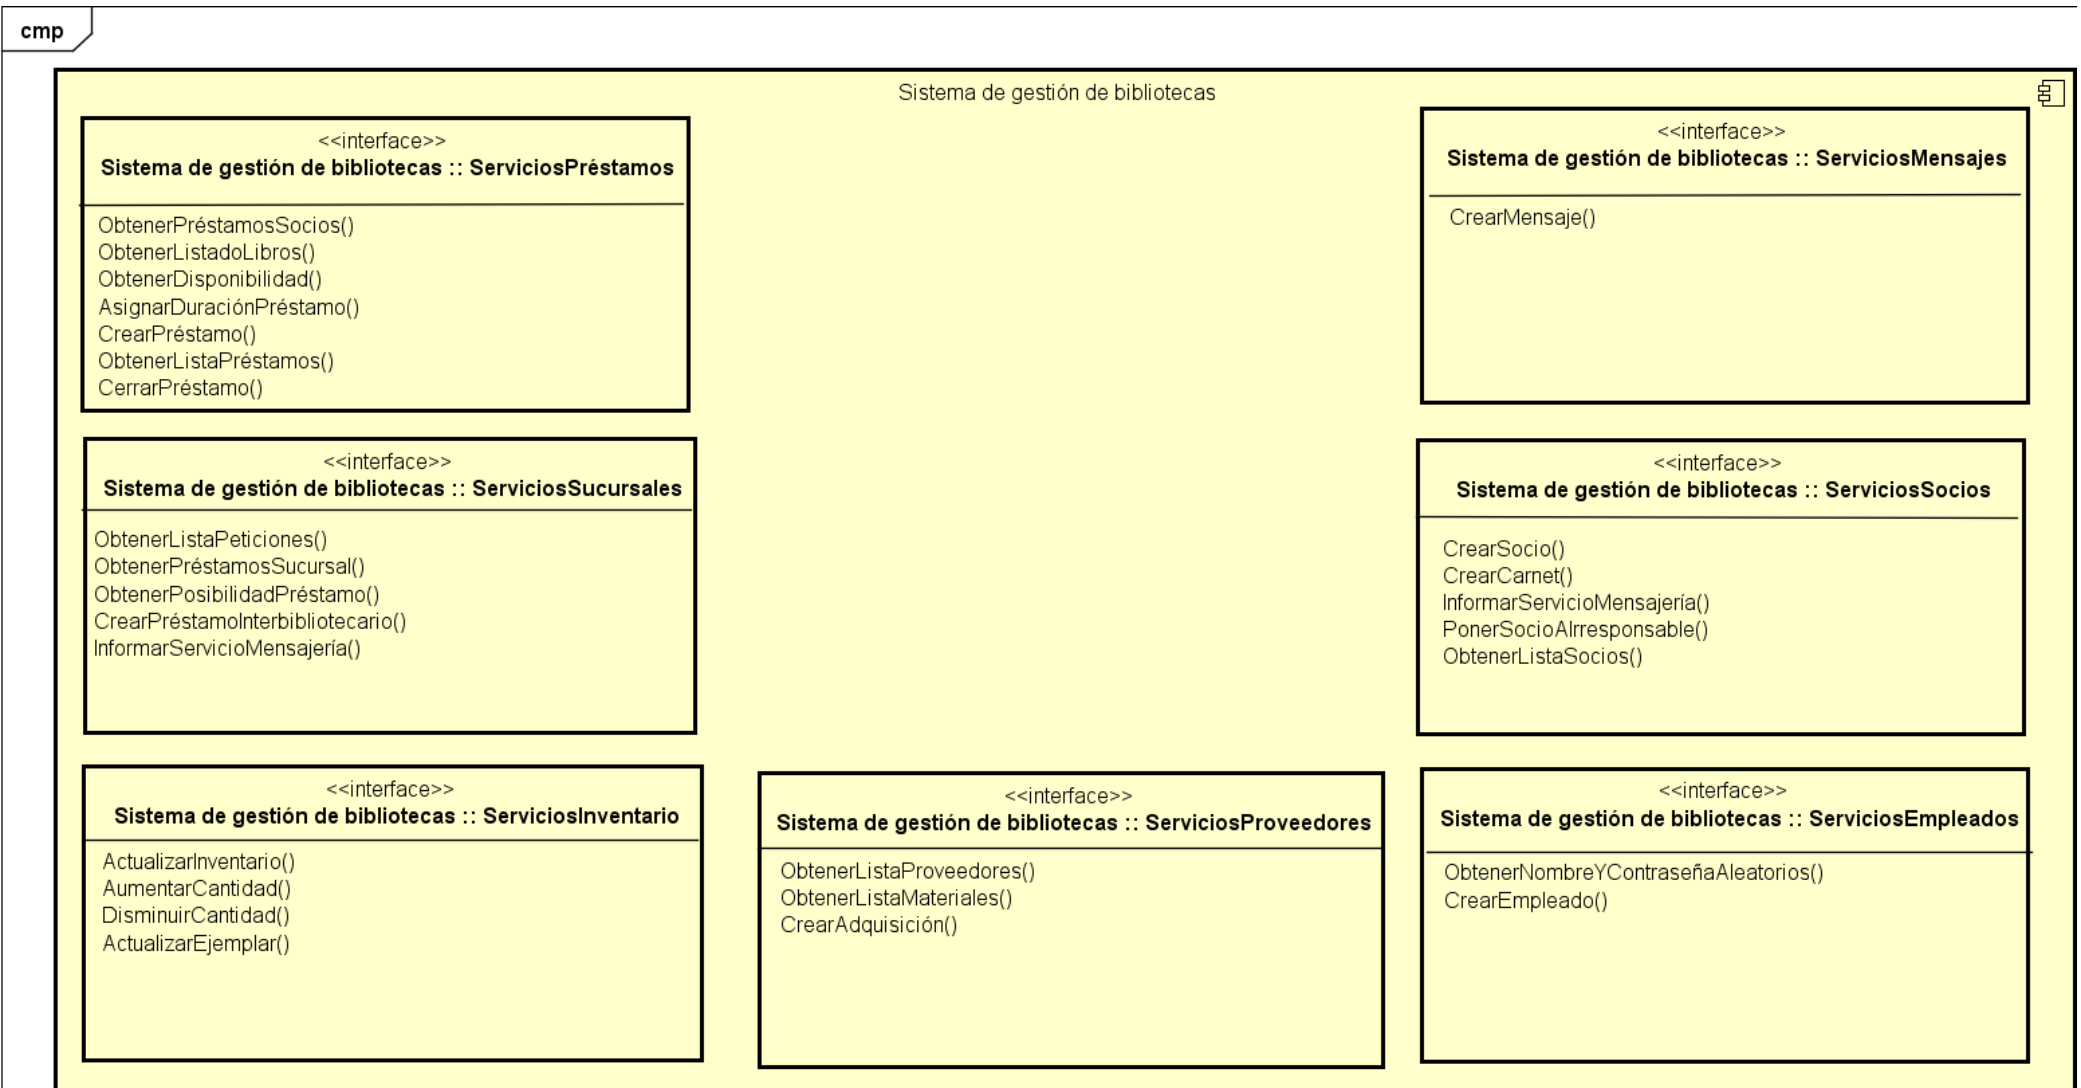 cmp
Sistema de gestión de bibliotecas
<<interface>>
Sistema de gestión de bibliotecas :: ServiciosPréstamos
ObtenerPréstamosSocios()
ObtenerListadoLibros()
ObtenerDisponibilidad()
AsignarDuraciónPréstamo()
CrearPréstamo()
ObtenerListaPréstamos()
CerrarPréstamo()
<<interface>>
Sistema de gestión de bibliotecas :: ServiciosMensajes
CrearMensaje()
<<interface>>
Sistema de gestión de bibliotecas :: ServiciosSucursales
ObtenerListaPeticiones()
ObtenerPréstamosSucursal()
ObtenerPosibilidadPréstamo()
CrearPréstamoInterbibliotecario()
InformarServicioMensajería()
<<interface>>
Sistema de gestión de bibliotecas :: ServiciosSocios
CrearSocio()
CrearCarnet()
InformarServicioMensajería()
PonerSocioAIrresponsable()
ObtenerListaSocios()
<<interface>>
Sistema de gestión de bibliotecas :: ServiciosInventario
ActualizarInventario()
AumentarCantidad()
DisminuirCantidad()
ActualizarEjemplar()
<<interface>>
Sistema de gestión de bibliotecas :: ServiciosProveedores
ObtenerListaProveedores()
ObtenerListaMateriales()
CrearAdquisición()
<<interface>>
Sistema de gestión de bibliotecas :: ServiciosEmpleados
ObtenerNombreYContraseñaAleatorios()
CrearEmpleado()